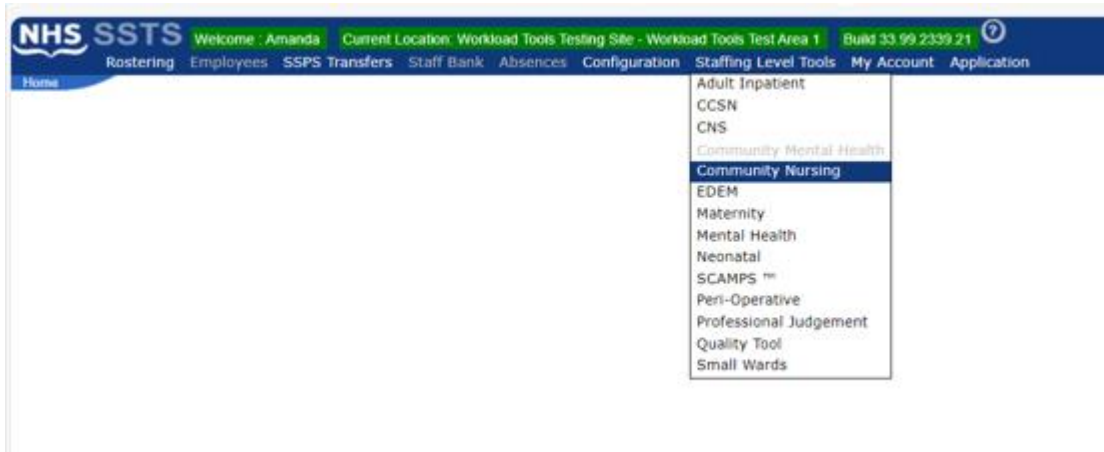 NHS SSTS Welcome : Amanda Current Location: Workload Tools Testing Site - Workload Tools Test Area 1 Build 33.99.2339.21 ?
Rostering Employees SSPS Transfers Staff Bank Absences Configuration Staffing Level Tools My Account Application
Home
Adult Inpatient
CCSN
CNS
Community Mental Health
Community Nursing
EDEM
Maternity
Mental Health
Neonatal
SCAMPS ™
Peri-Operative
Professional Judgement
Quality Tool
Small Wards